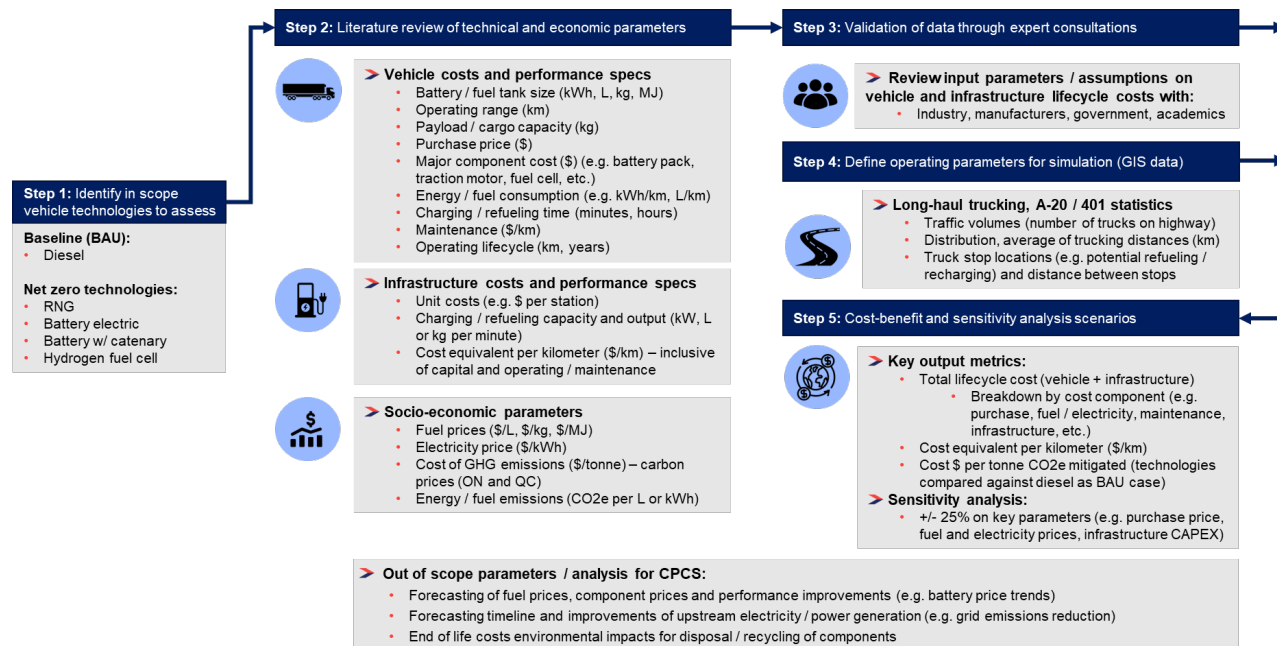 Step 1: Identify in scope
vehicle technologies to assess
Baseline (BAU):
• Diesel
Net zero technologies:
• RNG
• Battery electric
• Battery w/ catenary
• Hydrogen fuel cell
Step 2: Literature review of technical and economic parameters
Vehicle costs and performance specs
• Battery / fuel tank size (kWh, L, kg, MJ)
• Operating range (km)
• Payload / cargo capacity (kg)
• Purchase price ($)
• Major component cost ($) (e.g. battery pack,
traction motor, fuel cell, etc.)
• Energy / fuel consumption (e.g. kWh/km, L/km)
• Charging / refueling time (minutes, hours)
• Maintenance ($/km)
• Operating lifecycle (km, years)
Infrastructure costs and performance specs
• Unit costs (e.g. $ per station)
• Charging / refueling capacity and output (kW, L
or kg per minute)
• Cost equivalent per kilometer ($/km) – inclusive
of capital and operating / maintenance
$
Socio-economic parameters
• Fuel prices ($/L, $/kg, $/MJ)
• Electricity price ($/kWh)
• Cost of GHG emissions ($/tonne) – carbon
prices (ON and QC)
• Energy / fuel emissions (CO2e per L or kWh)
Step 3: Validation of data through expert consultations
Review input parameters / assumptions on
vehicle and infrastructure lifecycle costs with:
• Industry, manufacturers, government, academics
Step 4: Define operating parameters for simulation (GIS data)
Long-haul trucking, A-20 / 401 statistics
• Traffic volumes (number of trucks on highway)
• Distribution, average of trucking distances (km)
• Truck stop locations (e.g. potential refueling /
recharging) and distance between stops
Step 5: Cost-benefit and sensitivity analysis scenarios
$
$
Key output metrics:
• Total lifecycle cost (vehicle + infrastructure)
• Breakdown by cost component (e.g.
purchase, fuel / electricity, maintenance,
infrastructure, etc.)
• Cost equivalent per kilometer ($/km)
• Cost $ per tonne CO2e mitigated (technologies
compared against diesel as BAU case)
Sensitivity analysis:
• +/- 25% on key parameters (e.g. purchase price,
fuel and electricity prices, infrastructure CAPEX)
Out of scope parameters / analysis for CPCS:
• Forecasting of fuel prices, component prices and performance improvements (e.g. battery price trends)
• Forecasting timeline and improvements of upstream electricity / power generation (e.g. grid emissions reduction)
• End of life costs environmental impacts for disposal / recycling of components